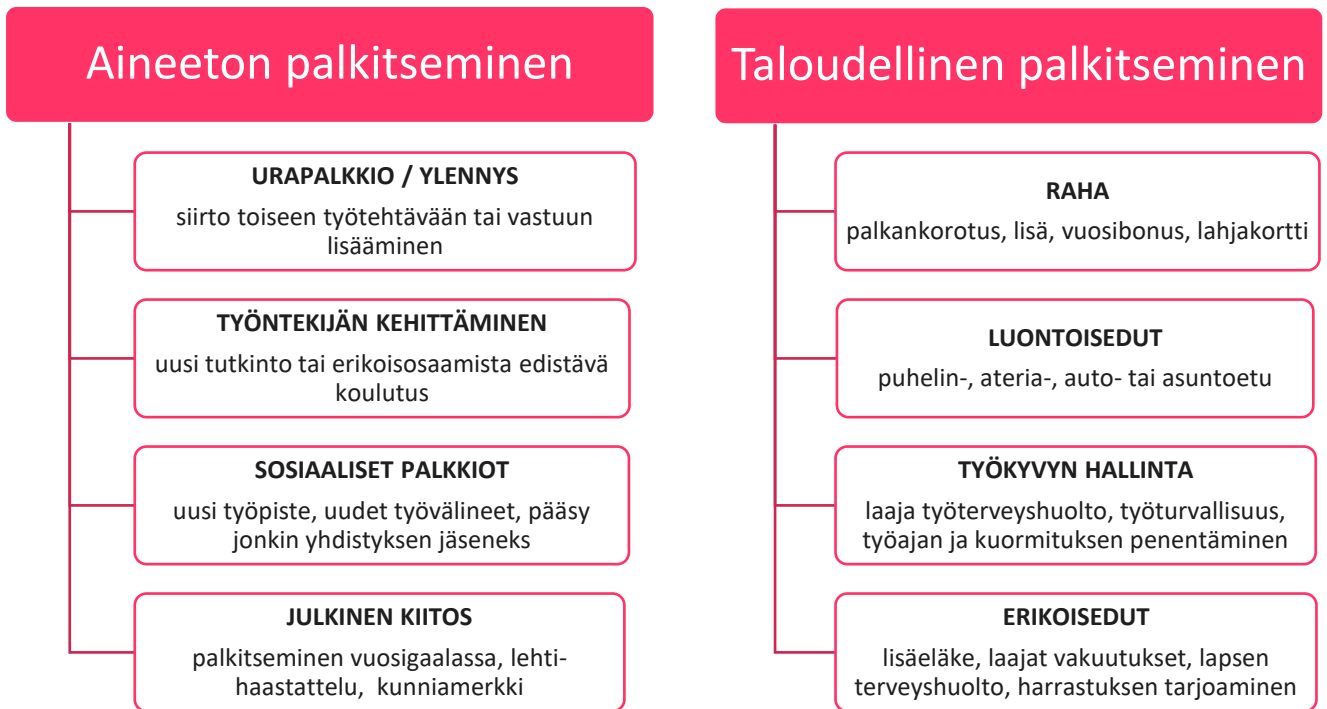 Aineeton palkitseminen
URAPALKKIO / YLENNYS
siirto toiseen työtehtävään tai vastuun
lisääminen
TYÖNTEKIJÄN KEHITTÄMINEN
uusi tutkinto tai erikoisosaamista edistävä
koulutus
SOSIAALISET PALKKIOT
uusi työpiste, uudet työvälineet, pääsy
jonkin yhdistyksen jäseneks
JULKINEN KIITOS
palkitseminen vuosigaalassa, lehti-
haastattelu, kunniamerkki
Taloudellinen palkitseminen
RAHA
palkankorotus, lisä, vuosibonus, lahjakortti
LUONTOISEDUT
puhelin-, ateria-, auto- tai asuntoetu
TYÖKYVYN HALLINTA
laaja työterveyshuolto, työturvallisuus,
työajan ja kuormituksen penentäminen
ERIKOISEDUT
lisäeläke, laajat vakuutukset, lapsen
terveyshuolto, harrastuksen tarjoaminen